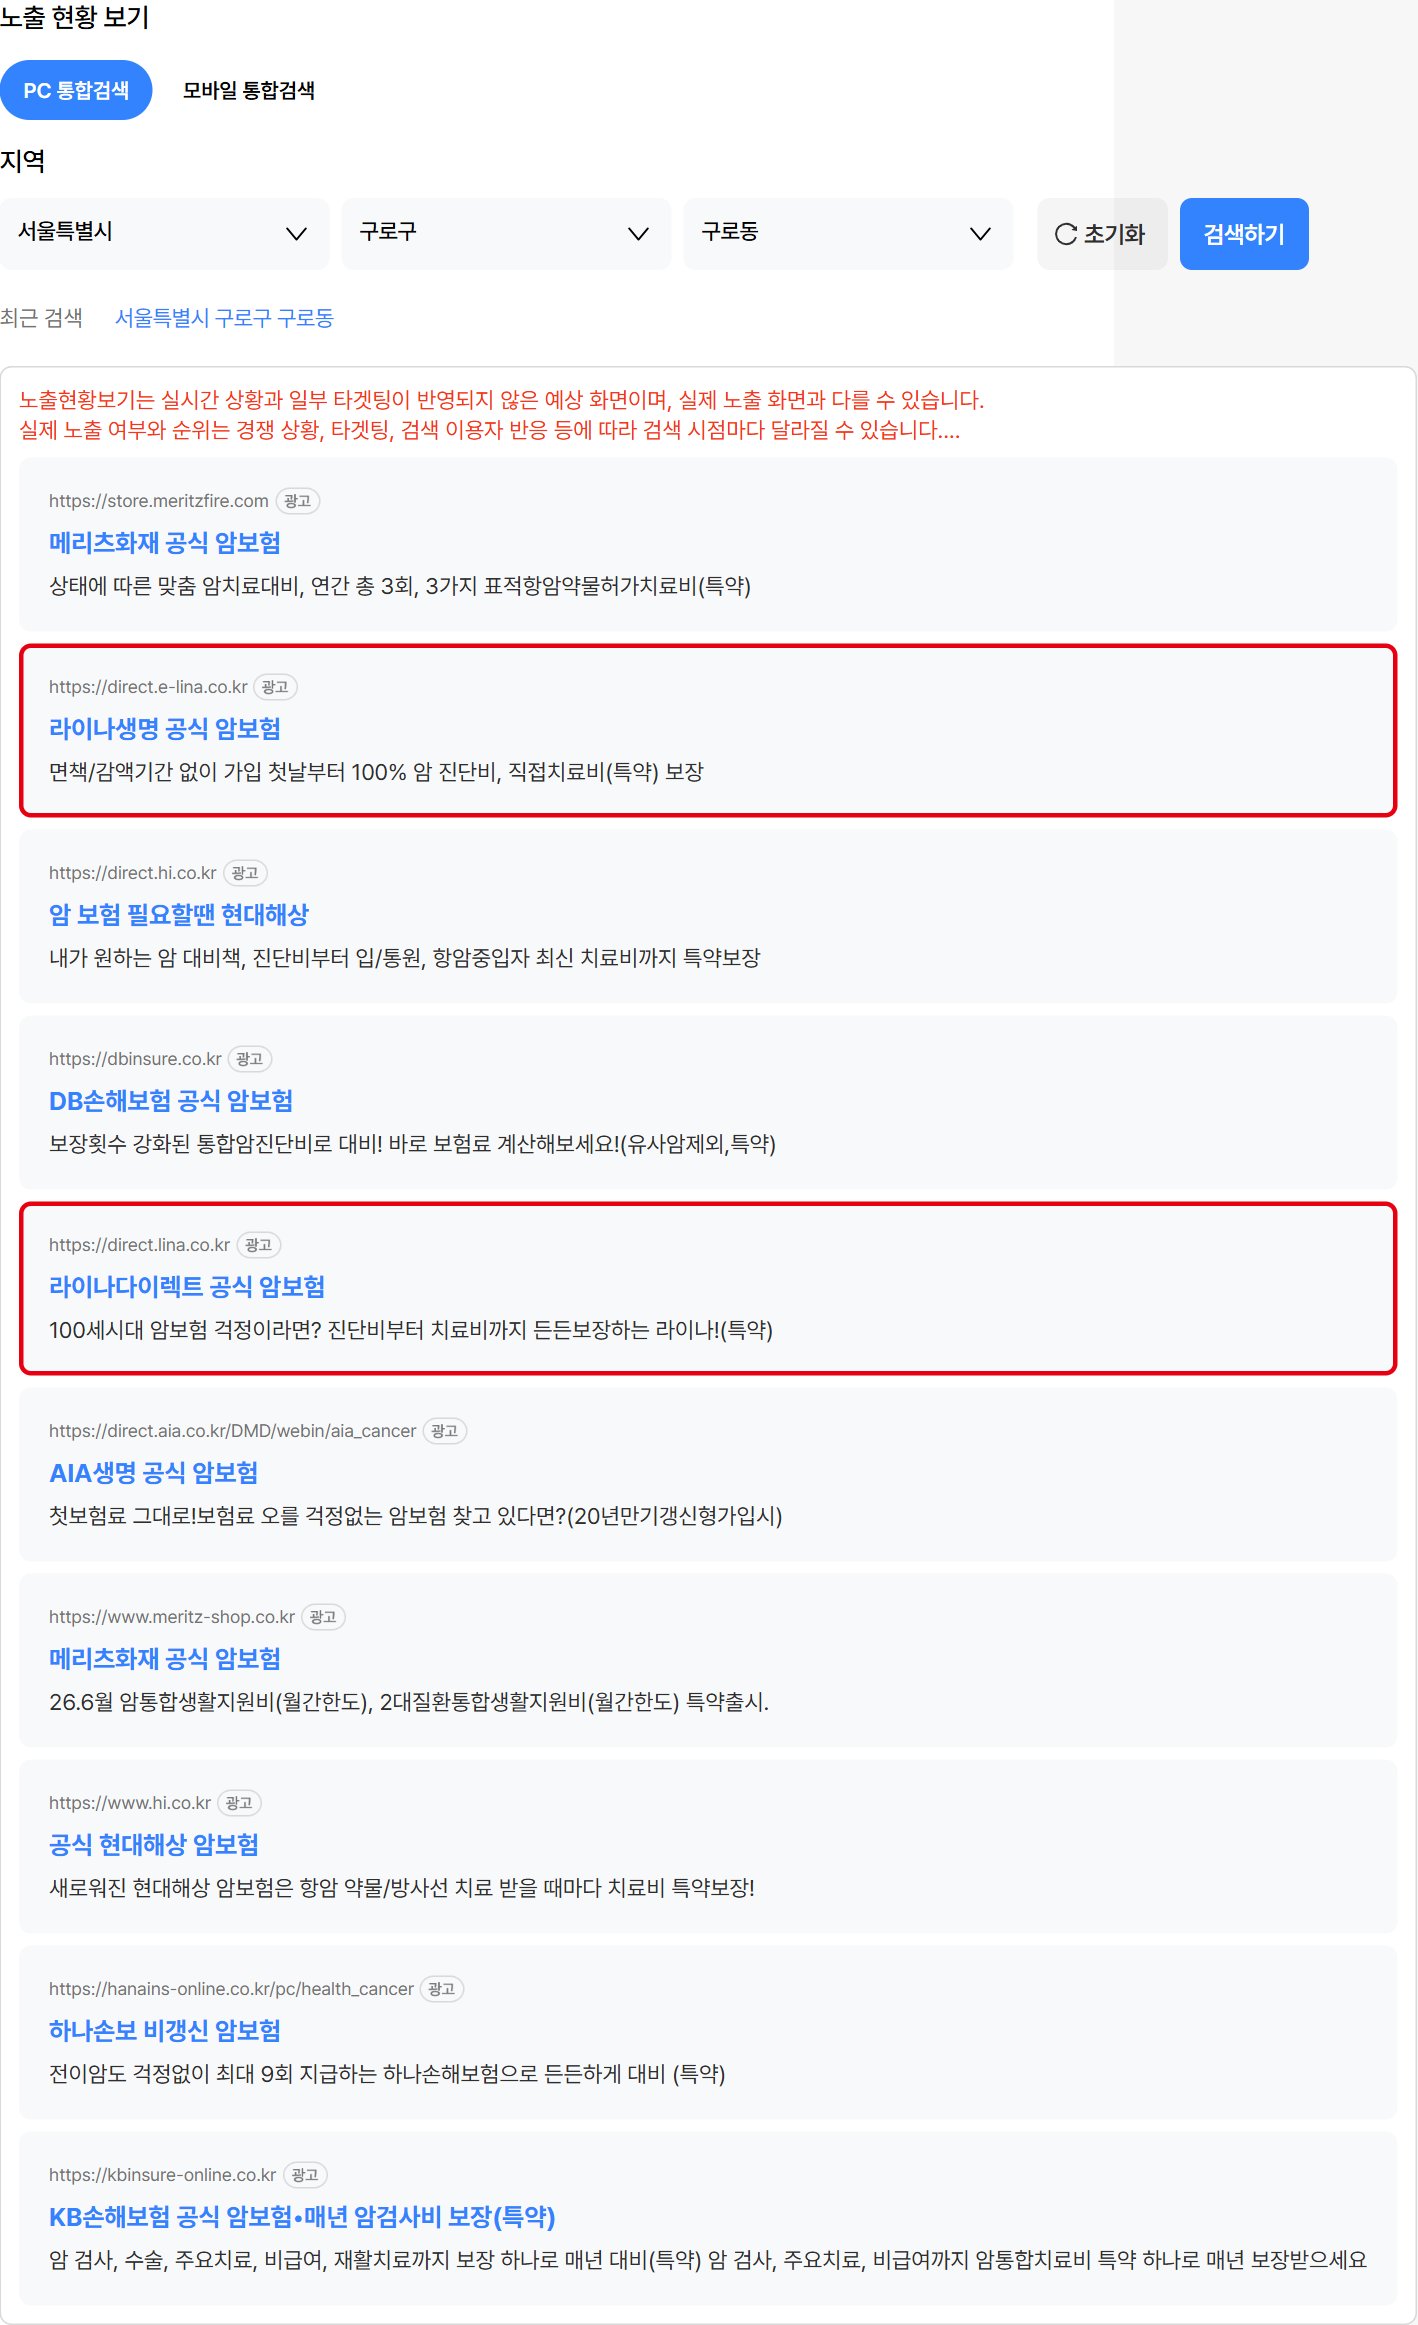 노출 현황 보기
PC 통합검색 모바일 통합검색
지역
서울특별시 구로구 구로동 초기화 검색하기
최근 검색 서울특별시 구로구 구로동
노출현황보기는 실시간 상황과 일부 타겟팅이 반영되지 않은 예상 화면이며, 실제 노출 화면과 다를 수 있습니다.
실제 노출 여부와 순위는 경쟁 상황, 타겟팅, 검색 이용자 반응 등에 따라 검색 시점마다 달라질 수 있습니다....
https://store.meritzfire.com 광고
메리츠화재 공식 암보험
상태에 따른 맞춤 암치료대비, 연간 총 3회, 3가지 표적항암약물허가치료비(특약)
https://direct.e-lina.co.kr 광고
라이나생명 공식 암보험
면책/감액기간 없이 가입 첫날부터 100% 암 진단비, 직접치료비(특약) 보장
https://direct.hi.co.kr 광고
암 보험 필요할땐 현대해상
내가 원하는 암 대비책, 진단비부터 입/통원, 항암중입자 최신 치료비까지 특약보장
https://dbinsure.co.kr 광고
DB손해보험 공식 암보험
보장횟수 강화된 통합암진단비로 대비! 바로 보험료 계산해보세요!(유사암제외,특약)
https://direct.lina.co.kr 광고
라이나다이렉트 공식 암보험
100세시대 암보험 걱정이라면? 진단비부터 치료비까지 든든보장하는 라이나!(특약)
https://direct.aia.co.kr/DMD/webin/aia_cancer 광고
AIA생명 공식 암보험
첫보험료 그대로!보험료 오를 걱정없는 암보험 찾고 있다면?(20년만기갱신형가입시)
https://www.meritz-shop.co.kr 광고
메리츠화재 공식 암보험
26.6월 암통합생활지원비(월간한도), 2대질환통합생활지원비(월간한도) 특약출시.
https://www.hi.co.kr 광고
공식 현대해상 암보험
새로워진 현대해상 암보험은 항암 약물/방사선 치료 받을 때마다 치료비 특약보장!
https://hanains-online.co.kr/pc/health_cancer 광고
하나손보 비갱신 암보험
전이암도 걱정없이 최대 9회 지급하는 하나손해보험으로 든든하게 대비 (특약)
https://kbinsure-online.co.kr 광고
KB손해보험 공식 암보험•매년 암검사비 보장(특약)
암 검사, 수술, 주요치료, 비급여, 재활치료까지 보장 하나로 매년 대비(특약) 암 검사, 주요치료, 비급여까지 암통합치료비 특약 하나로 매년 보장받으세요